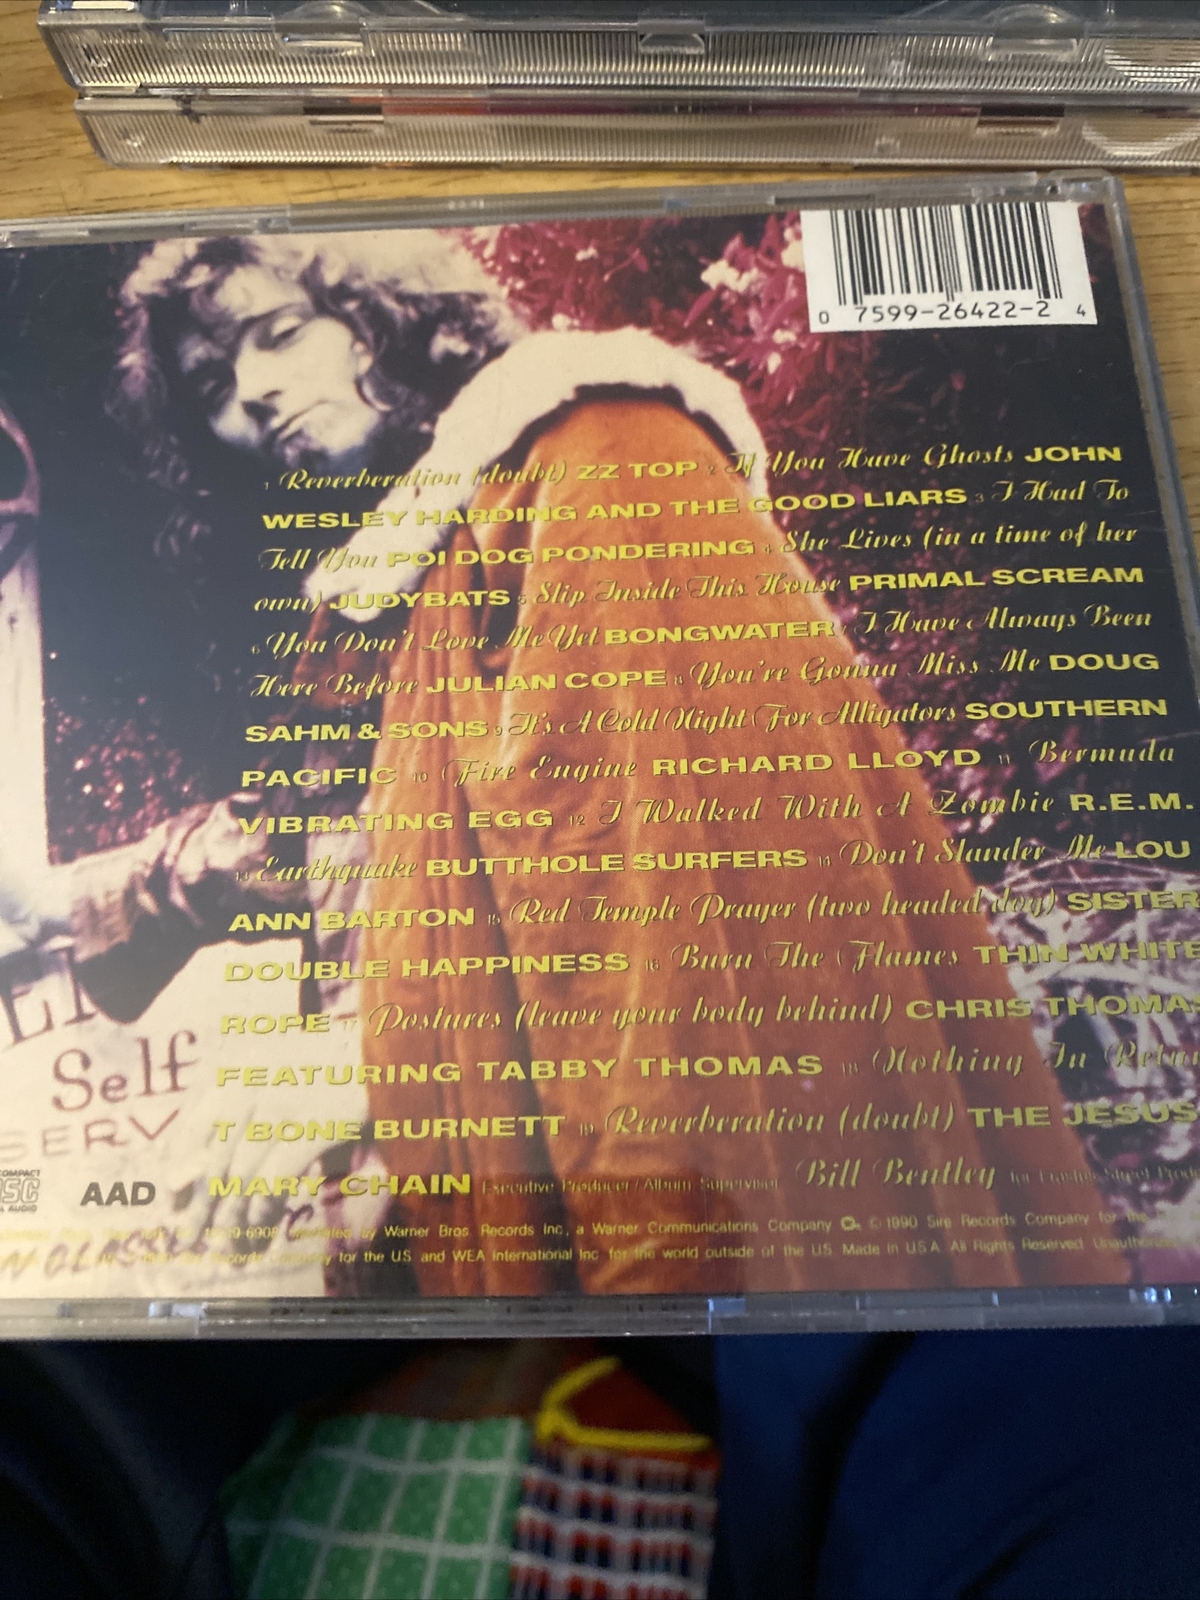 0 7599-26422-2 4
1 Reverberation (doubt) ZZ TOP 2 If You Have Ghosts JOHN
WESLEY HARDING AND THE GOOD LIARS 3 I Had To
Tell You POI DOG PONDERING 4 She Lives (in a time of her
own) JUDYBATS 5 Slip Inside This House PRIMAL SCREAM
6 You Don't Love Me Yet BONGWATER 7 I Have Always Been
Here Before JULIAN COPE 8 You're Gonna Miss Me DOUG
SAHM & SONS 9 It's A Cold Night For Alligators SOUTHERN
PACIFIC 10 Fire Engine RICHARD LLOYD 11 Bermuda
VIBRATING EGG 12 I Walked With A Zombie R.E.M.
13 Earthquake BUTTHOLE SURFERS 14 Don't Slander Me LOU
ANN BARTON 15 Red Temple Prayer (two headed dog) SISTER
DOUBLE HAPPINESS 16 Burn The Flames THIN WHITE
ROPE 17 Postures (leave your body behind) CHRIS THOMAS
FEATURING TABBY THOMAS 18 Nothing In Retu
T BONE BURNETT 19 Reverberation (doubt) THE JESUS
MARY CHAIN Executive Producer/Album Supervisor Bill Bentley for
Self
SERV
COMPACT
DISC
AAD
by Warner Bros. Records Inc., a Warner Communications Company © 1990 Sire Records Company for the
for the U.S. and WEA International Inc. for the world outside of the U.S. Made in U.S.A. All Rights Reserved.